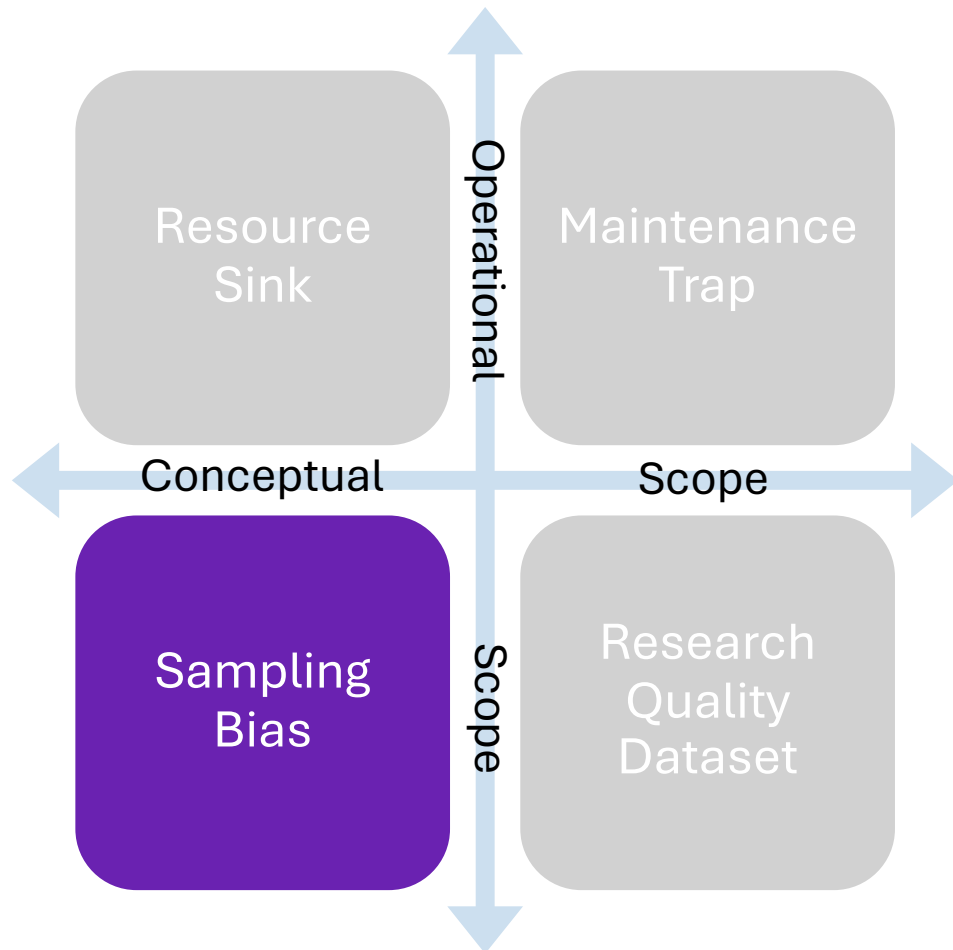 Operational
Resource
Sink
Maintenance
Trap
Conceptual
Scope
Sampling
Bias
Scope
Research
Quality
Dataset